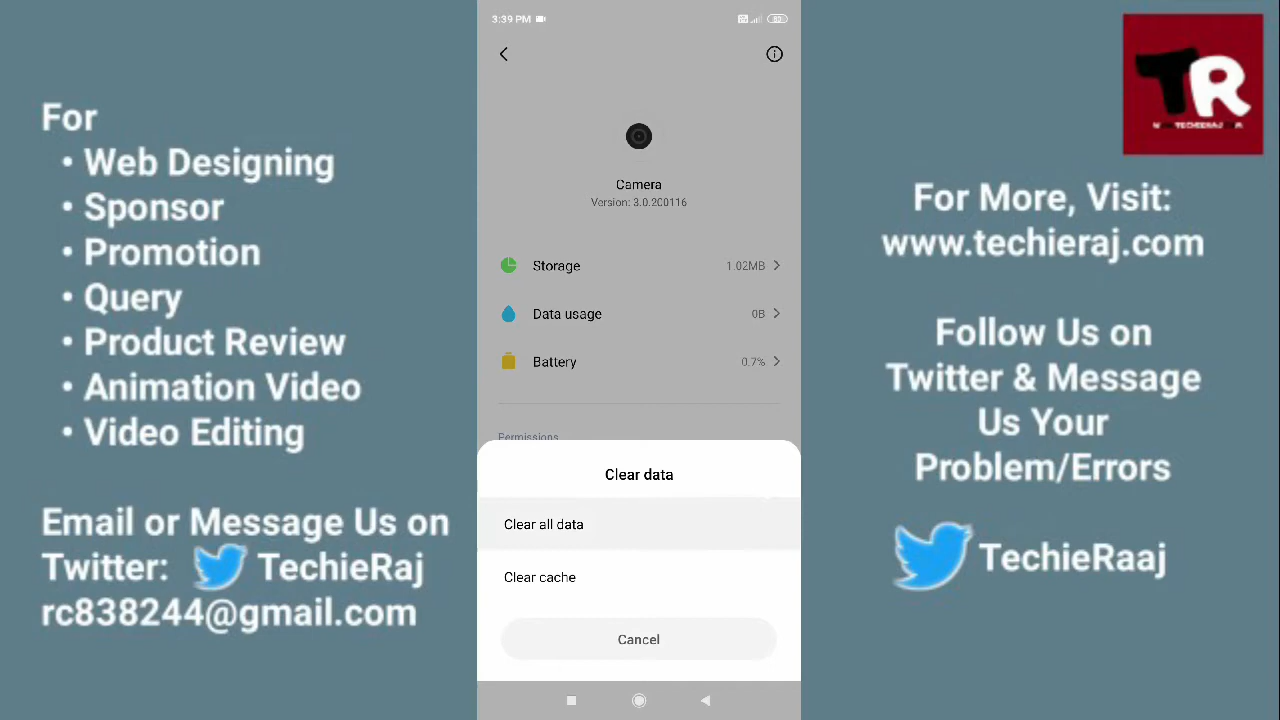 For
• Web Designing
• Sponsor
• Promotion
• Query
• Product Review
• Animation Video
• Video Editing
Email or Message Us on
Twitter: TechieRaj
rc838244@gmail.com
3:39 PM
82
Camera
Version: 3.0.200116
Storage 1.02MB
Data usage 0B
Battery 0.7%
Permissions
Clear data
Clear all data
Clear cache
Cancel
TR
For More, Visit:
www.techieraj.com
Follow Us on
Twitter & Message
Us Your
Problem/Errors
TechieRaaj